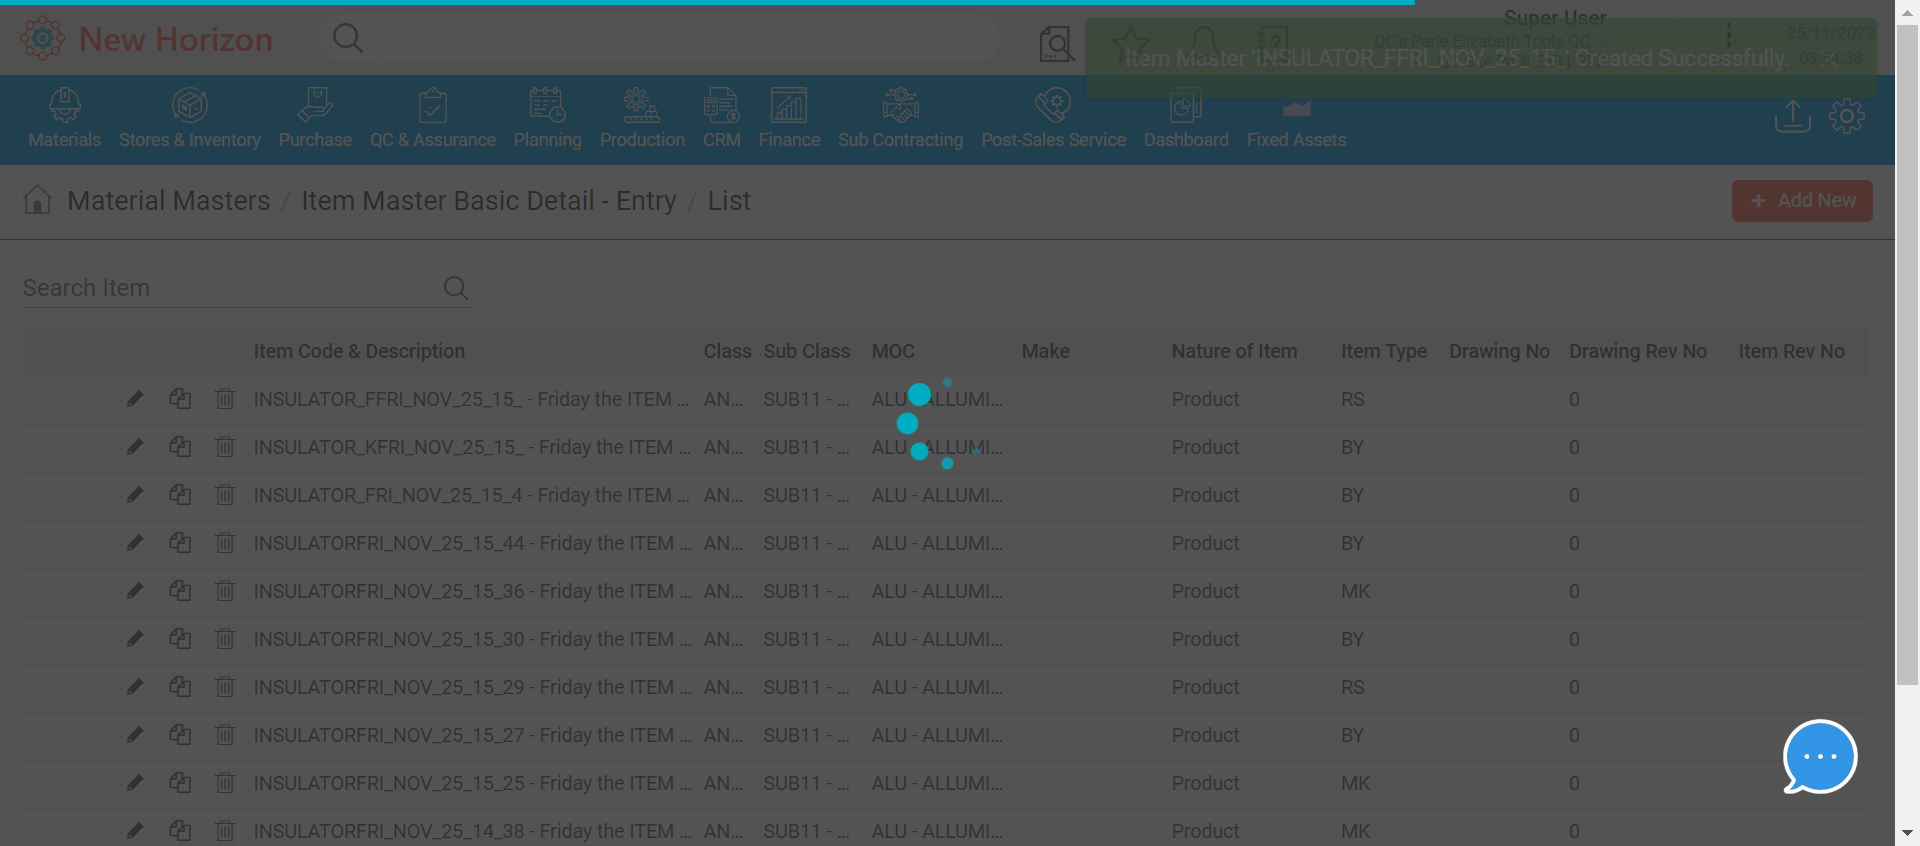 New Horizon
Super User
QC's Parle Elizabeth Tools QC ...
25/11/2022
03:54:38
Item Master 'INSULATOR_FFRI_NOV_25_15_' Created Successfully.
Materials Stores & Inventory Purchase QC & Assurance Planning Production CRM Finance Sub Contracting Post-Sales Service Dashboard Fixed Assets
Material Masters / Item Master Basic Detail - Entry / List
+ Add New
Search Item
Item Code & Description Class Sub Class MOC Make Nature of Item Item Type Drawing No Drawing Rev No Item Rev No
INSULATOR_FFRI_NOV_25_15_ - Friday the ITEM ... AN... SUB11 - ... ALU - ALLUMI... Product RS 0
INSULATOR_KFRI_NOV_25_15_ - Friday the ITEM ... AN... SUB11 - ... ALU - ALLUMI... Product BY 0
INSULATOR_FRI_NOV_25_15_4 - Friday the ITEM ... AN... SUB11 - ... ALU - ALLUMI... Product BY 0
INSULATORFRI_NOV_25_15_44 - Friday the ITEM ... AN... SUB11 - ... ALU - ALLUMI... Product BY 0
INSULATORFRI_NOV_25_15_36 - Friday the ITEM ... AN... SUB11 - ... ALU - ALLUMI... Product MK 0
INSULATORFRI_NOV_25_15_30 - Friday the ITEM ... AN... SUB11 - ... ALU - ALLUMI... Product BY 0
INSULATORFRI_NOV_25_15_29 - Friday the ITEM ... AN... SUB11 - ... ALU - ALLUMI... Product RS 0
INSULATORFRI_NOV_25_15_27 - Friday the ITEM ... AN... SUB11 - ... ALU - ALLUMI... Product BY 0
INSULATORFRI_NOV_25_15_25 - Friday the ITEM ... AN... SUB11 - ... ALU - ALLUMI... Product MK 0
INSULATORFRI_NOV_25_14_38 - Friday the ITEM ... AN... SUB11 - ... ALU - ALLUMI... Product MK 0